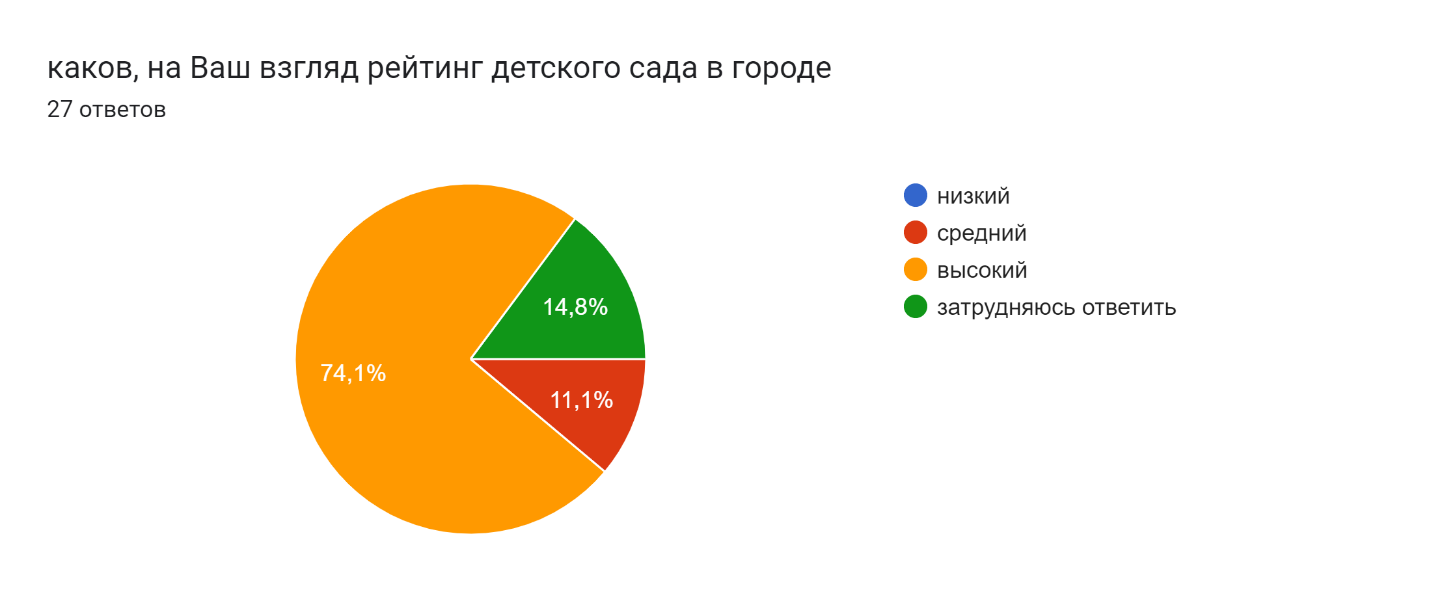 каков, на Ваш взгляд рейтинг детского сада в городе
27 ответов
низкий
средний
высокий
затрудняюсь ответить
14,8%
74,1%
11,1%